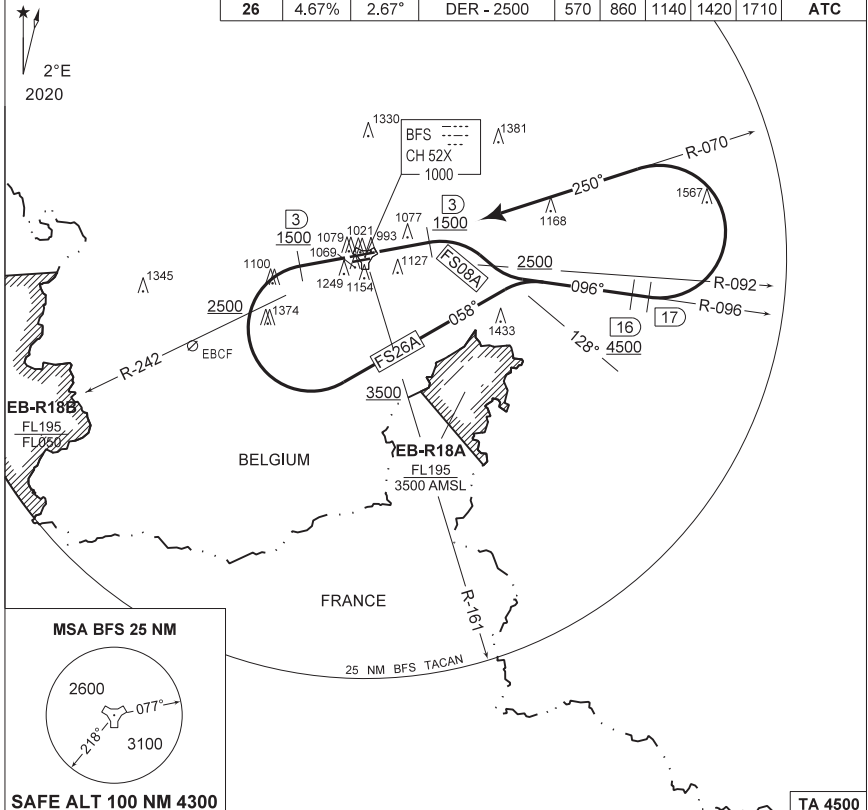 26 4.67% 2.67° DER - 2500 570 860 1140 1420 1710 ATC
2°E
2020
1330
BFS
CH 52X
1000
1381
R-070
250°
1567
1168
3
1500
1079
1021
993
1077
3
1500
1069
1249
1154
1127
FS08A
2500
R-092
096°
R-096
1100
1345
2500
1374
058°
1433
16
4500
17
128°
R-242
EBCF
FS26A
3500
EB-R18B
FL195
FL050
BELGIUM
EB-R18A
FL195
3500 AMSL
FRANCE
R-161
25 NM BFS TACAN
MSA BFS 25 NM
2600
077°
218°
3100
SAFE ALT 100 NM 4300
TA 4500